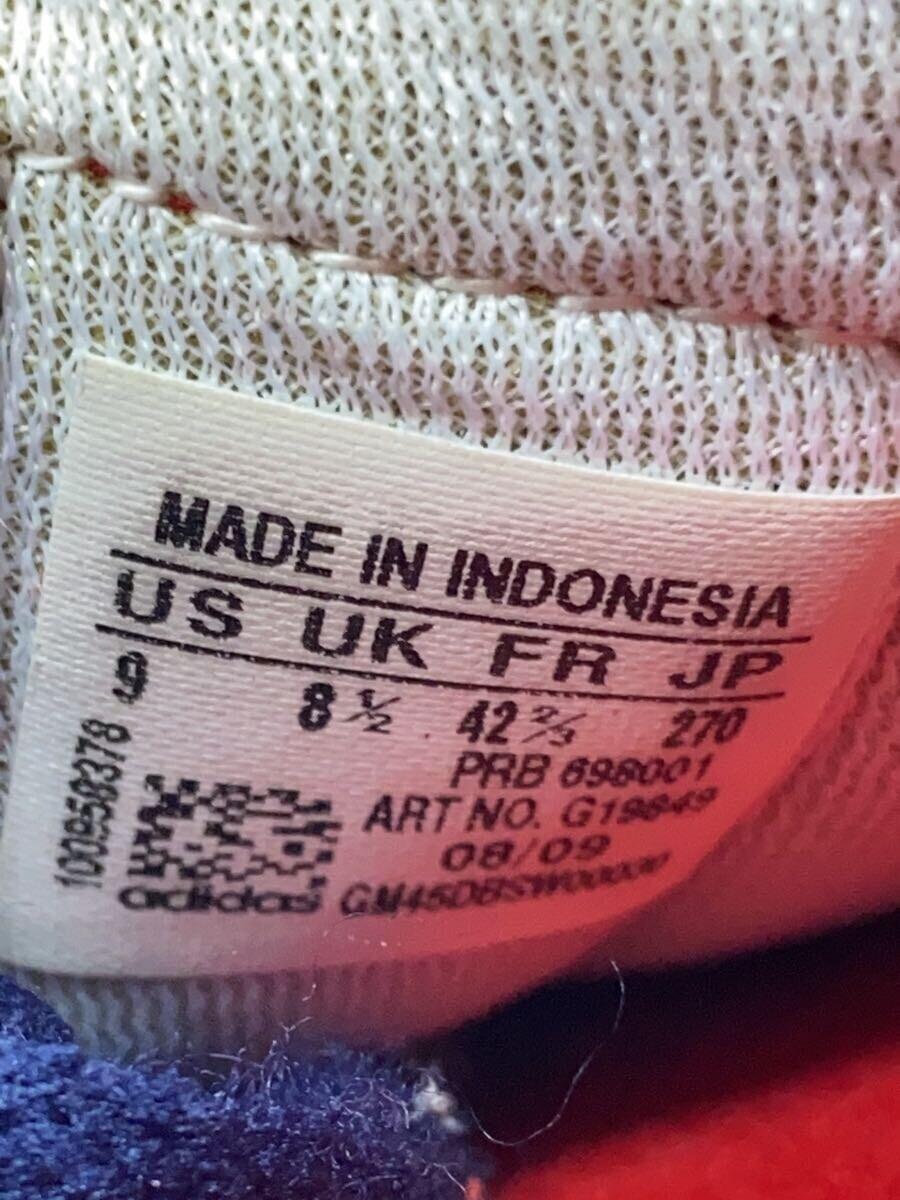 MADE IN INDONESIA
US UK FR JP
9 8½ 42⅔ 270
PRB 698001
ART NO. G19849
08/09
adidas
100958378